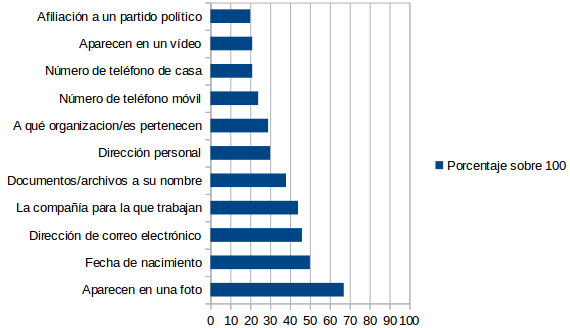 Afiliación a un partido político
Aparecen en un vídeo
Número de teléfono de casa
Número de teléfono móvil
A qué organizacion/es pertenecen
Dirección personal
Documentos/archivos a su nombre
La compañía para la que trabajan
Dirección de correo electrónico
Fecha de nacimiento
Aparecen en una foto
0 10 20 30 40 50 60 70 80 90 100
Porcentaje sobre 100